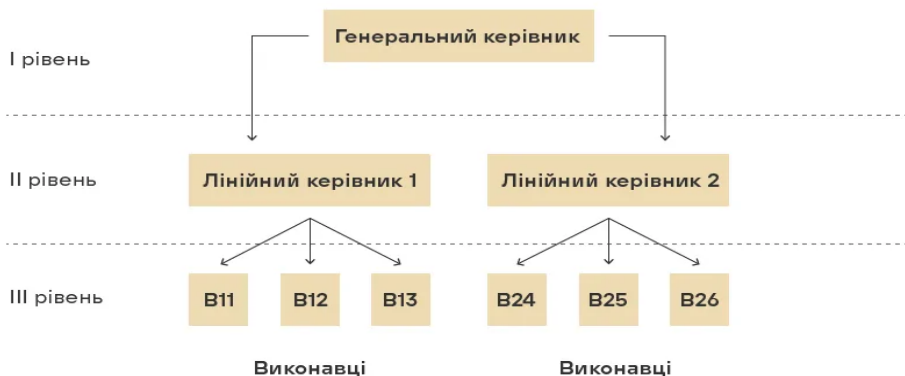 Генеральний керівник
І рівень
ІІ рівень
Лінійний керівник 1
Лінійний керівник 2
ІІІ рівень
В11
В12
В13
В24
В25
В26
Виконавці
Виконавці